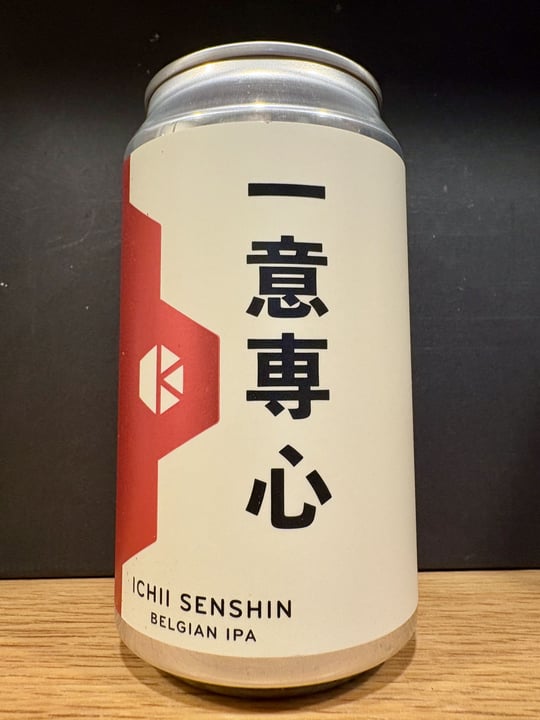 一意専心
ICHII SENSHIN
BELGIAN IPA